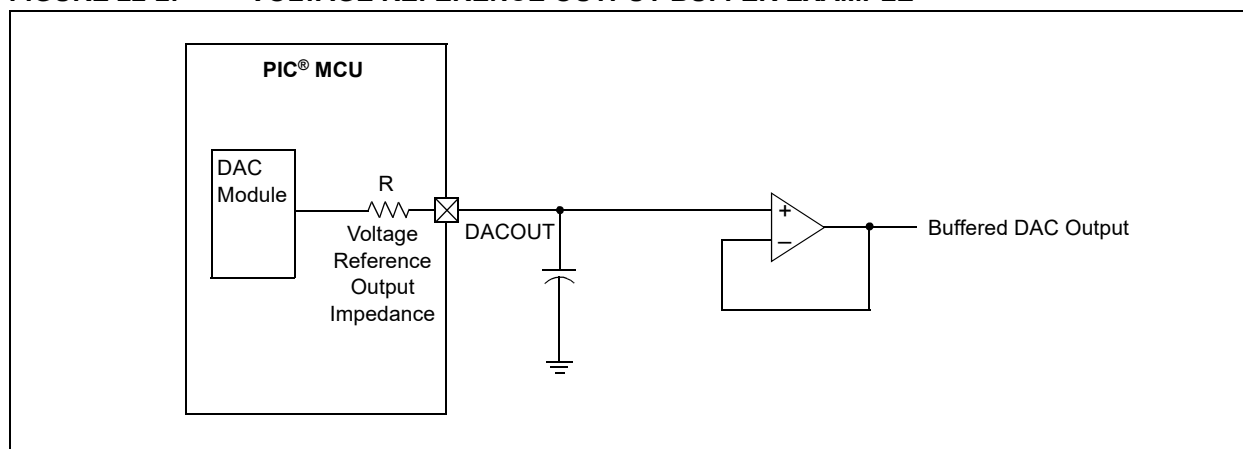 PIC® MCU
DAC
Module
R
Voltage
Reference
Output
Impedance
DACOUT
+
–
Buffered DAC Output